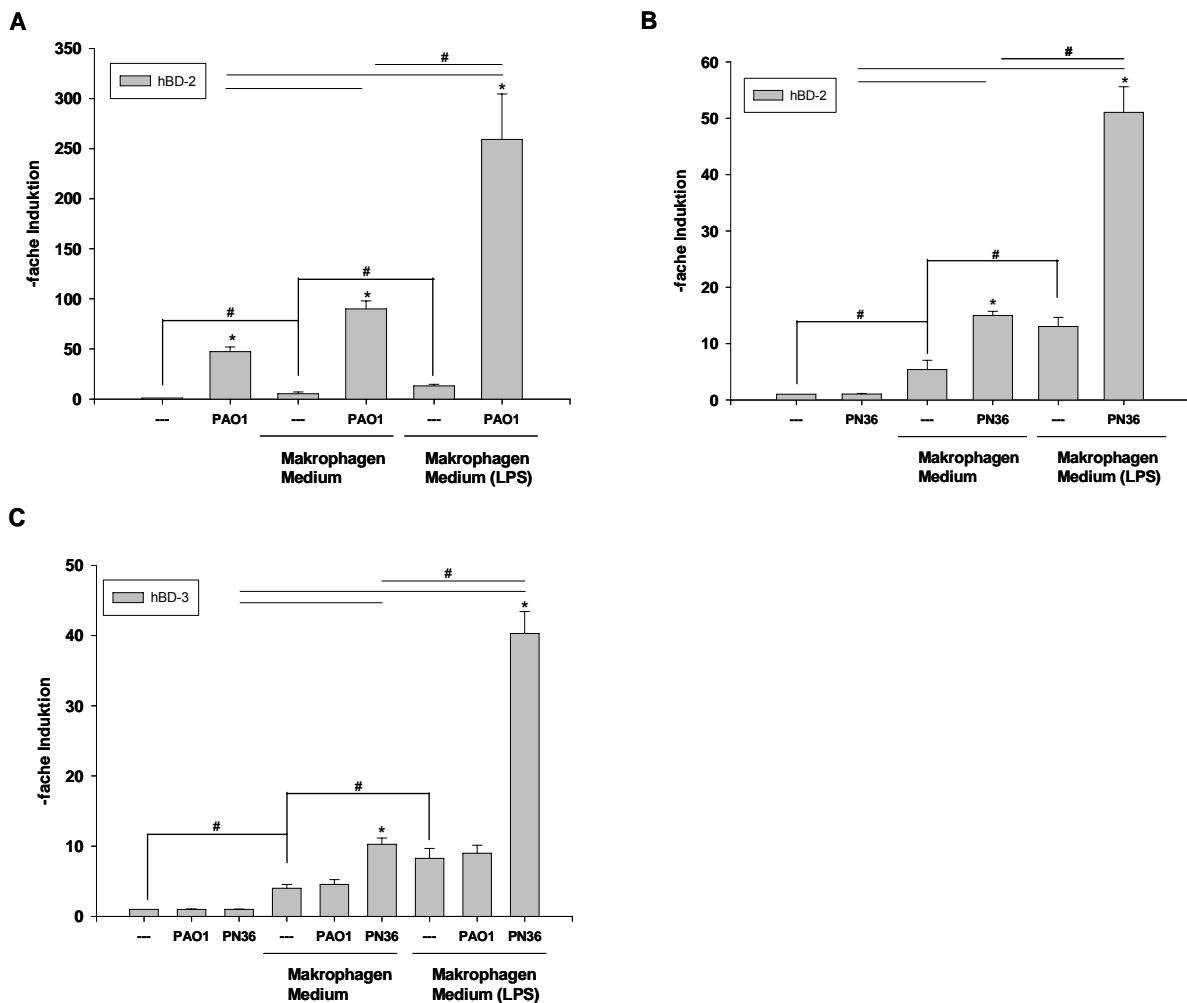 A
350
300
250
200
150
100
50
0
-fache Induktion
hBD-2
#
*
#
*
#
*
--- PAO1 --- PAO1 --- PAO1
Makrophagen Medium
Makrophagen Medium (LPS)
B
60
50
40
30
20
10
0
-fache Induktion
hBD-2
#
*
#
*
#
--- PN36 --- PN36 --- PN36
Makrophagen Medium
Makrophagen Medium (LPS)
C
50
40
30
20
10
0
-fache Induktion
hBD-3
#
*
#
*
#
--- PAO1 PN36 --- PAO1 PN36 --- PAO1 PN36
Makrophagen Medium
Makrophagen Medium (LPS)